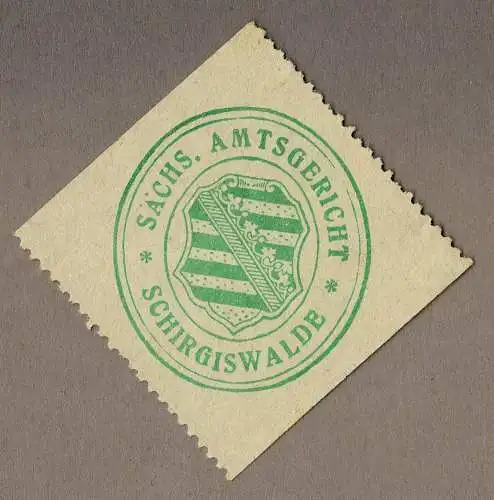 SÄCHS. AMTSGERICHT
* SCHIRGISWALDE *